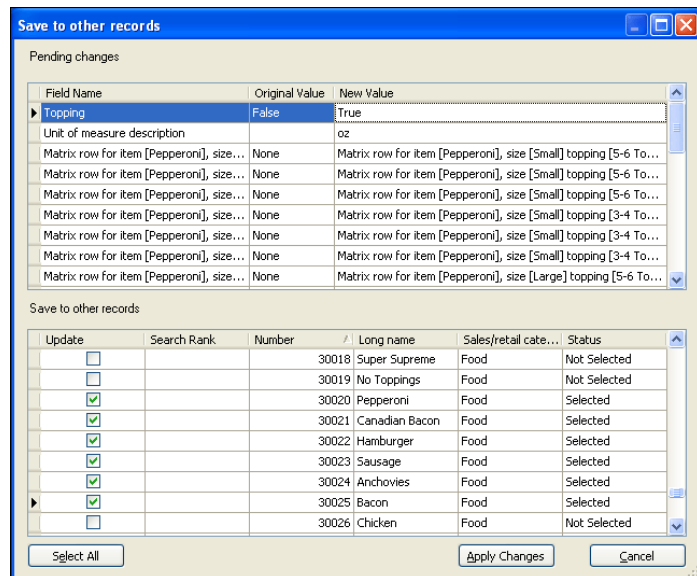 Save to other records
Pending changes
Field Name Original Value New Value
Topping False True
Unit of measure description oz
Matrix row for item [Pepperoni], size... None Matrix row for item [Pepperoni], size [Small] topping [5-6 To...
Matrix row for item [Pepperoni], size... None Matrix row for item [Pepperoni], size [Small] topping [5-6 To...
Matrix row for item [Pepperoni], size... None Matrix row for item [Pepperoni], size [Small] topping [5-6 To...
Matrix row for item [Pepperoni], size... None Matrix row for item [Pepperoni], size [Small] topping [3-4 To...
Matrix row for item [Pepperoni], size... None Matrix row for item [Pepperoni], size [Small] topping [3-4 To...
Matrix row for item [Pepperoni], size... None Matrix row for item [Pepperoni], size [Small] topping [3-4 To...
Matrix row for item [Pepperoni], size... None Matrix row for item [Pepperoni], size [Large] topping [5-6 To...
Save to other records
Update Search Rank Number Long name Sales/retail cate... Status
30018 Super Supreme Food Not Selected
30019 No Toppings Food Not Selected
30020 Pepperoni Food Selected
30021 Canadian Bacon Food Selected
30022 Hamburger Food Selected
30023 Sausage Food Selected
30024 Anchovies Food Selected
30025 Bacon Food Selected
30026 Chicken Food Not Selected
Select All Apply Changes Cancel